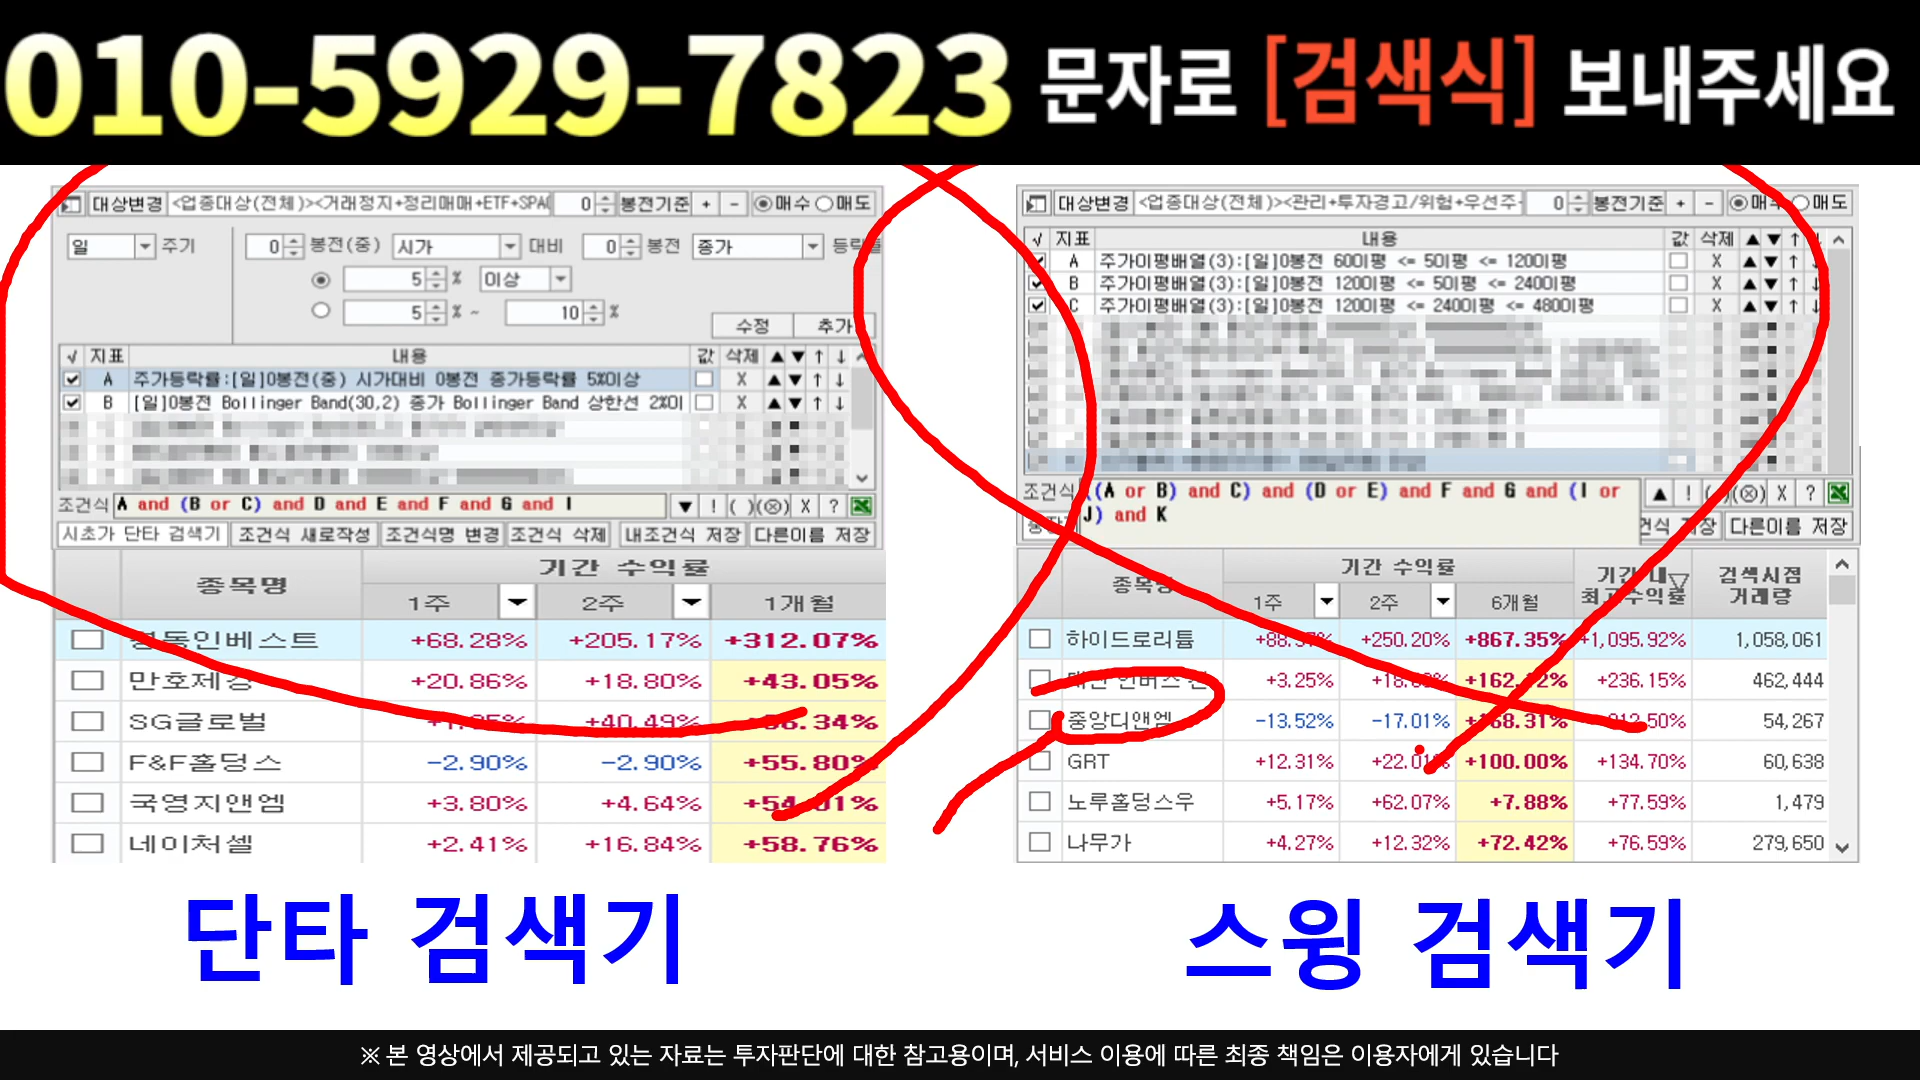 010-5929-7823 문자로 [검색식] 보내주세요
대상변경 <업종대상(전체)><거래정지+정리매매+ETF+SPAC 0 봉전기준 + - 매수 매도
일 주기 0 봉전(중) 시가 대비 0 봉전 종가
5 % 이상
5 % ~ 10 %
수정 추가
√ 지표 내용 값 삭제 ▲ ▼ ↑ ↓
A 주가등락률:[일]0봉전(중) 시가대비 0봉전 종가등락률 5%이상 X ▲ ▼ ↑ ↓
B [일]0봉전 Bollinger Band(30,2) 종가 Bollinger Band 상한선 2%이 X ▲ ▼ ↑ ↓
조건식 A and (B or C) and D and E and F and G and I ▼ ! ( ) (⊗) X ?
시초가 단타 검색기 조건식 새로작성 조건식명 변경 조건식 삭제 내조건식 저장 다른이름 저장
종목명 기간 수익률
1주 2주 1개월
+68.28% +205.17% +312.07%
만호제강 +20.86% +18.80% +43.05%
SG글로벌 +40.49%
F&F홀딩스 -2.90% -2.90% +55.80%
국영지앤엠 +3.80% +4.64%
네이처셀 +2.41% +16.84% +58.76%
단타 검색기
대상변경 <업종대상(전체)><관리+투자경고/위험+우선주+ 0 봉전기준 + - 매수 매도
√ 지표 내용 값 삭제 ▲ ▼ ↑ ↓
A 주가이평배열(3):[일]0봉전 60이평 <= 5이평 <= 120이평 X ▲ ▼ ↑ ↓
B 주가이평배열(3):[일]0봉전 120이평 <= 5이평 <= 240이평 X ▲ ▼ ↑ ↓
C 주가이평배열(3):[일]0봉전 120이평 <= 240이평 <= 480이평 X ▲ ▼ ↑ ↓
조건식 ((A or B) and C) and (D or E) and F and G and (I or ▲ ! ( ) (⊗) X ?
J) and K 저장 다른이름 저장
종목명 기간 수익률 기간 내 최고수익률 검색시점 거래량
1주 2주 6개월
하이드로리튬 +250.20% +867.35% +1,095.92% 1,058,061
+3.25% +236.15% 462,444
중앙디앤엠 -13.52% -17.01% 54,267
GRT +12.31% +100.00% +134.70% 60,638
노루홀딩스우 +5.17% +62.07% +7.88% +77.59% 1,479
나무가 +4.27% +12.32% +72.42% +76.59% 279,650
스윙 검색기
※ 본 영상에서 제공되고 있는 자료는 투자판단에 대한 참고용이며, 서비스 이용에 따른 최종 책임은 이용자에게 있습니다